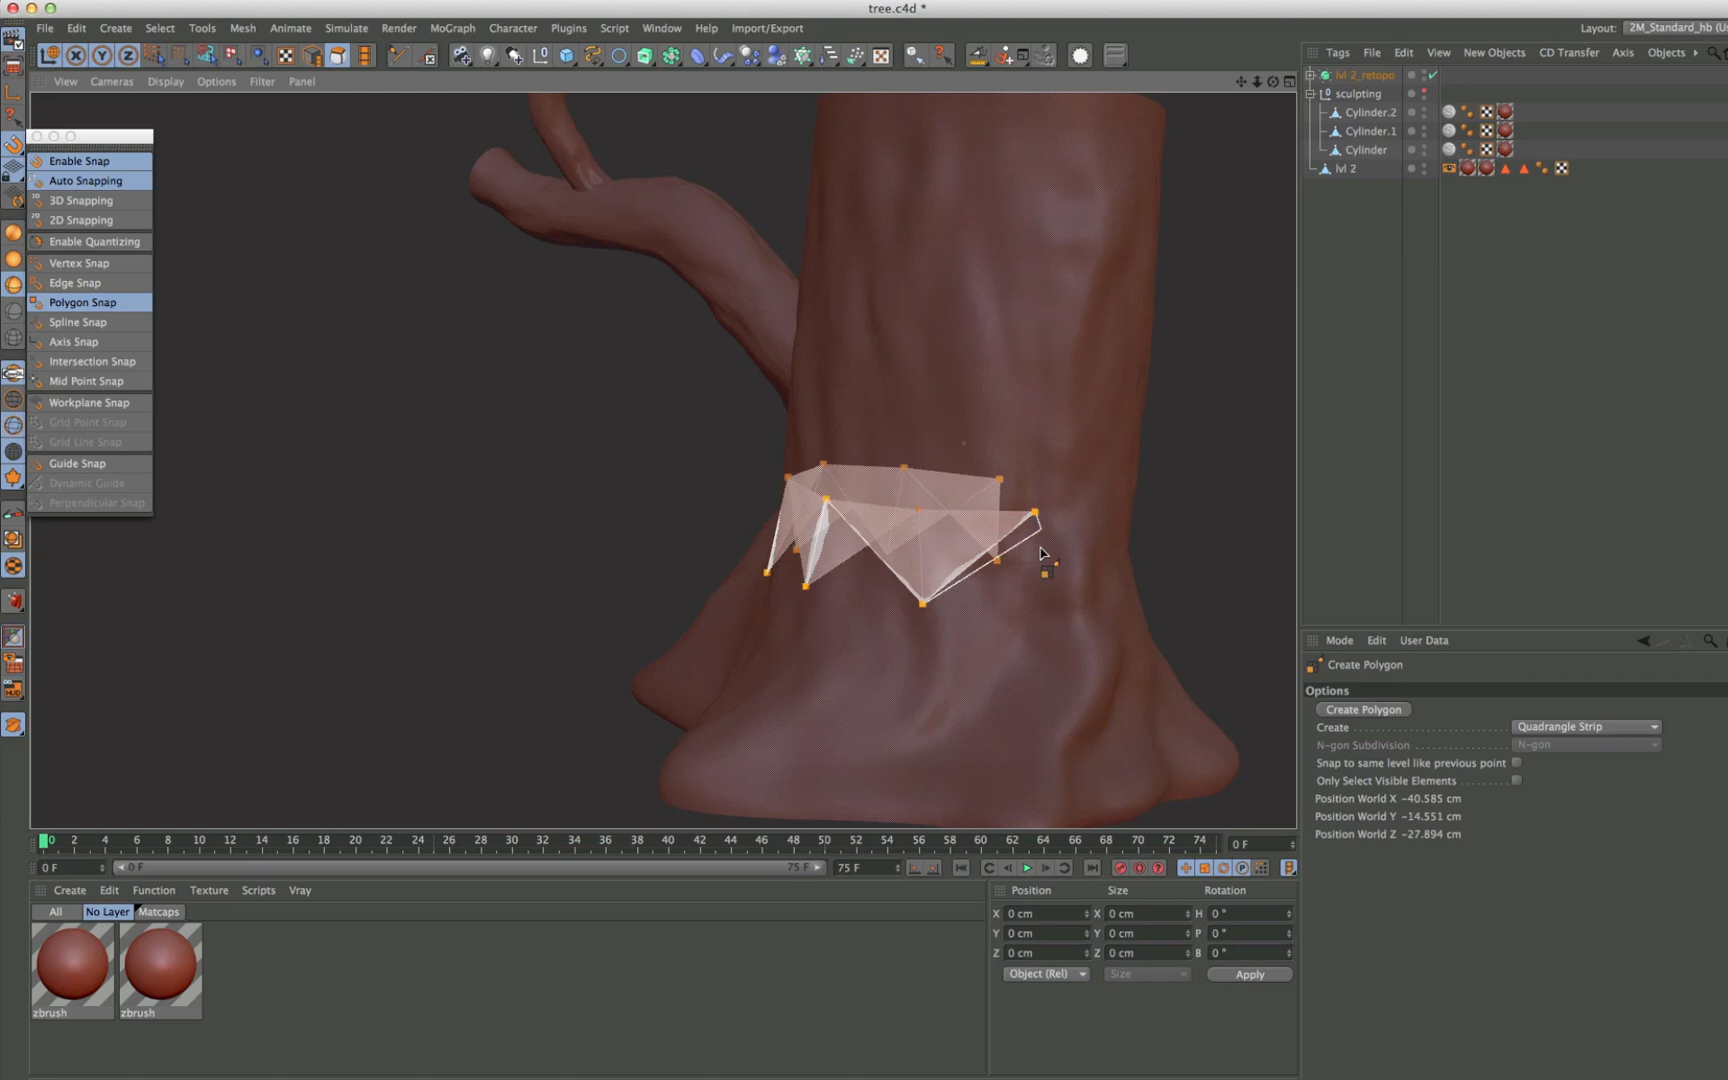 tree.c4d *
File Edit Create Select Tools Mesh Animate Simulate Render MoGraph Character Plugins Script Window Help Import/Export
Layout: 2M_Standard_hb (Us
X Y Z
View Cameras Display Options Filter Panel
Tags File Edit View New Objects CD Transfer Axis Objects
lvl 2_retopo
sculpting
Cylinder.2
Cylinder.1
Cylinder
lvl 2
Enable Snap
Auto Snapping
3D Snapping
2D Snapping
Enable Quantizing
Vertex Snap
Edge Snap
Polygon Snap
Spline Snap
Axis Snap
Intersection Snap
Mid Point Snap
Workplane Snap
Grid Point Snap
Grid Line Snap
Guide Snap
Dynamic Guide
Perpendicular Snap
Mode Edit User Data
Create Polygon
Options
Create Polygon
Create Quadrangle Strip
N-gon Subdivision N-gon
Snap to same level like previous point
Only Select Visible Elements
Position World X -40.585 cm
Position World Y -14.551 cm
Position World Z -27.894 cm
0 2 4 6 8 10 12 14 16 18 20 22 24 26 28 30 32 34 36 38 40 42 44 46 48 50 52 54 56 58 60 62 64 66 68 70 72 74 0 F
0 F 0 F 75 F 75 F
Create Edit Function Texture Scripts Vray
All No Layer Matcaps
zbrush zbrush
Position Size Rotation
X 0 cm X 0 cm H 0 °
Y 0 cm Y 0 cm P 0 °
Z 0 cm Z 0 cm B 0 °
Object (Rel) Size Apply